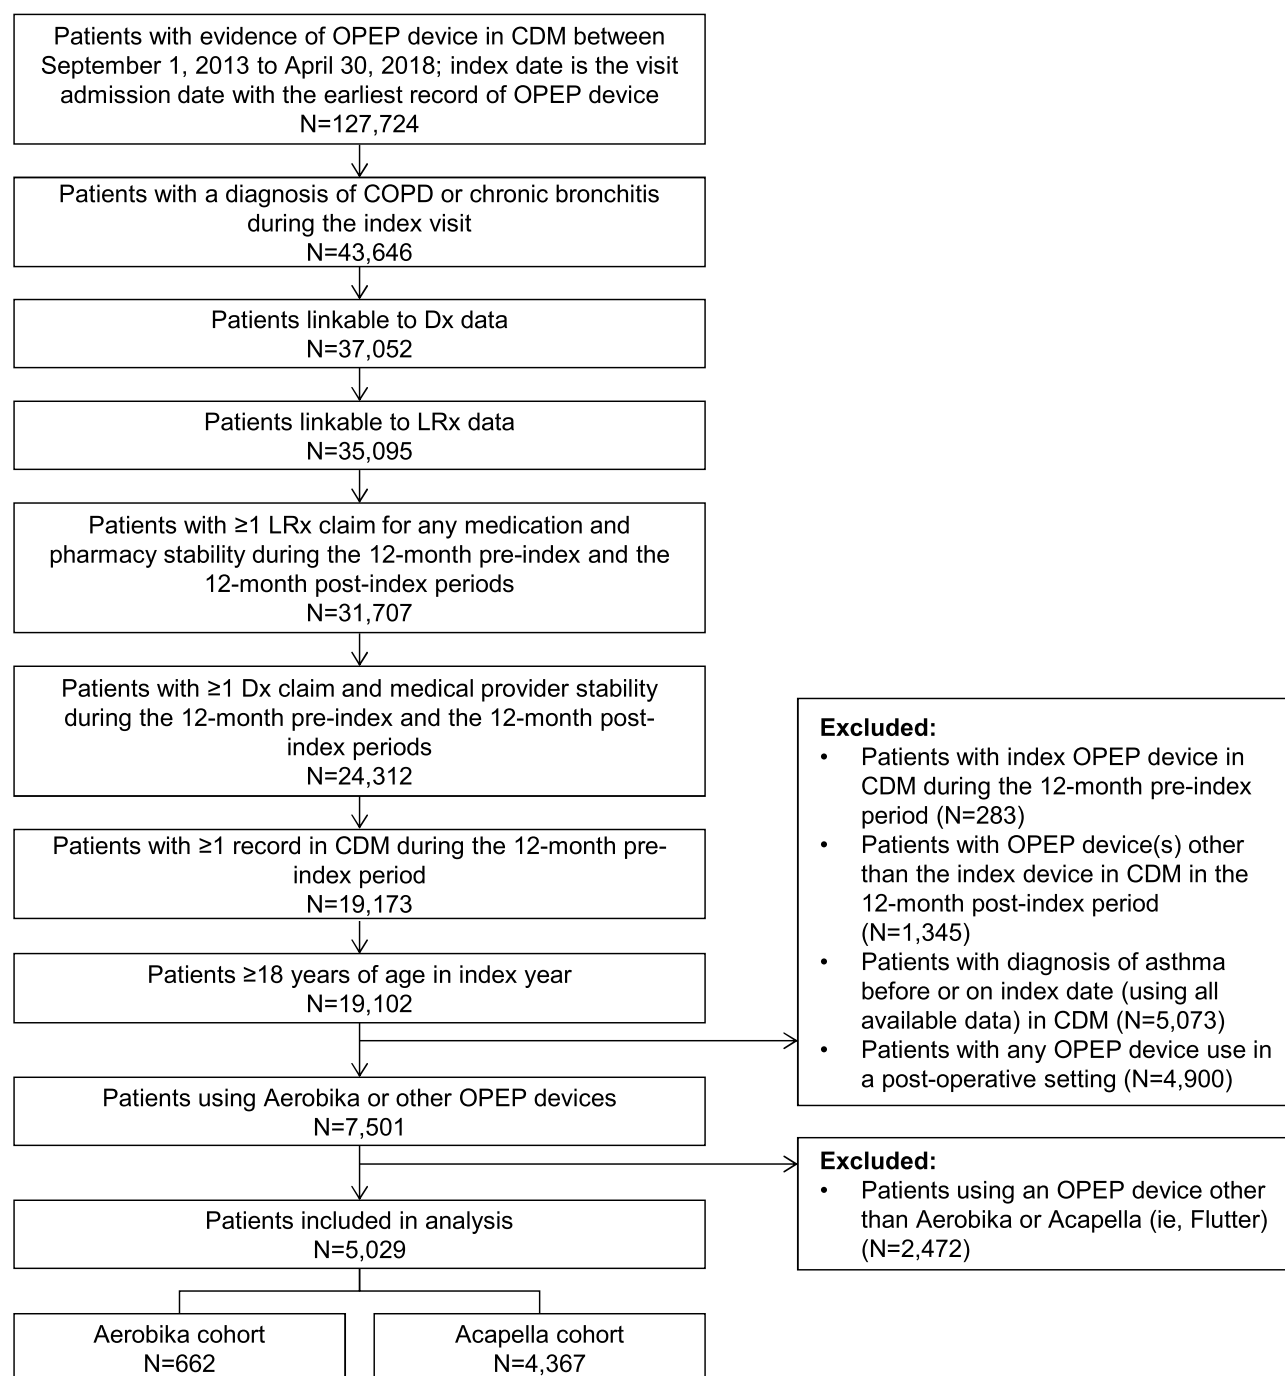 Patients with evidence of OPEP device in CDM between
September 1, 2013 to April 30, 2018; index date is the visit
admission date with the earliest record of OPEP device
N=127,724
Patients with a diagnosis of COPD or chronic bronchitis
during the index visit
N=43,646
Patients linkable to Dx data
N=37,052
Patients linkable to LRx data
N=35,095
Patients with ≥1 LRx claim for any medication and
pharmacy stability during the 12-month pre-index and the
12-month post-index periods
N=31,707
Patients with ≥1 Dx claim and medical provider stability
during the 12-month pre-index and the 12-month post-
index periods
N=24,312
Patients with ≥1 record in CDM during the 12-month pre-
index period
N=19,173
Patients ≥18 years of age in index year
N=19,102
Excluded:
• Patients with index OPEP device in
CDM during the 12-month pre-index
period (N=283)
• Patients with OPEP device(s) other
than the index device in CDM in the
12-month post-index period
(N=1,345)
• Patients with diagnosis of asthma
before or on index date (using all
available data) in CDM (N=5,073)
• Patients with any OPEP device use in
a post-operative setting (N=4,900)
Patients using Aerobika or other OPEP devices
N=7,501
Excluded:
• Patients using an OPEP device other
than Aerobika or Acapella (ie, Flutter)
(N=2,472)
Patients included in analysis
N=5,029
Aerobika cohort
N=662
Acapella cohort
N=4,367